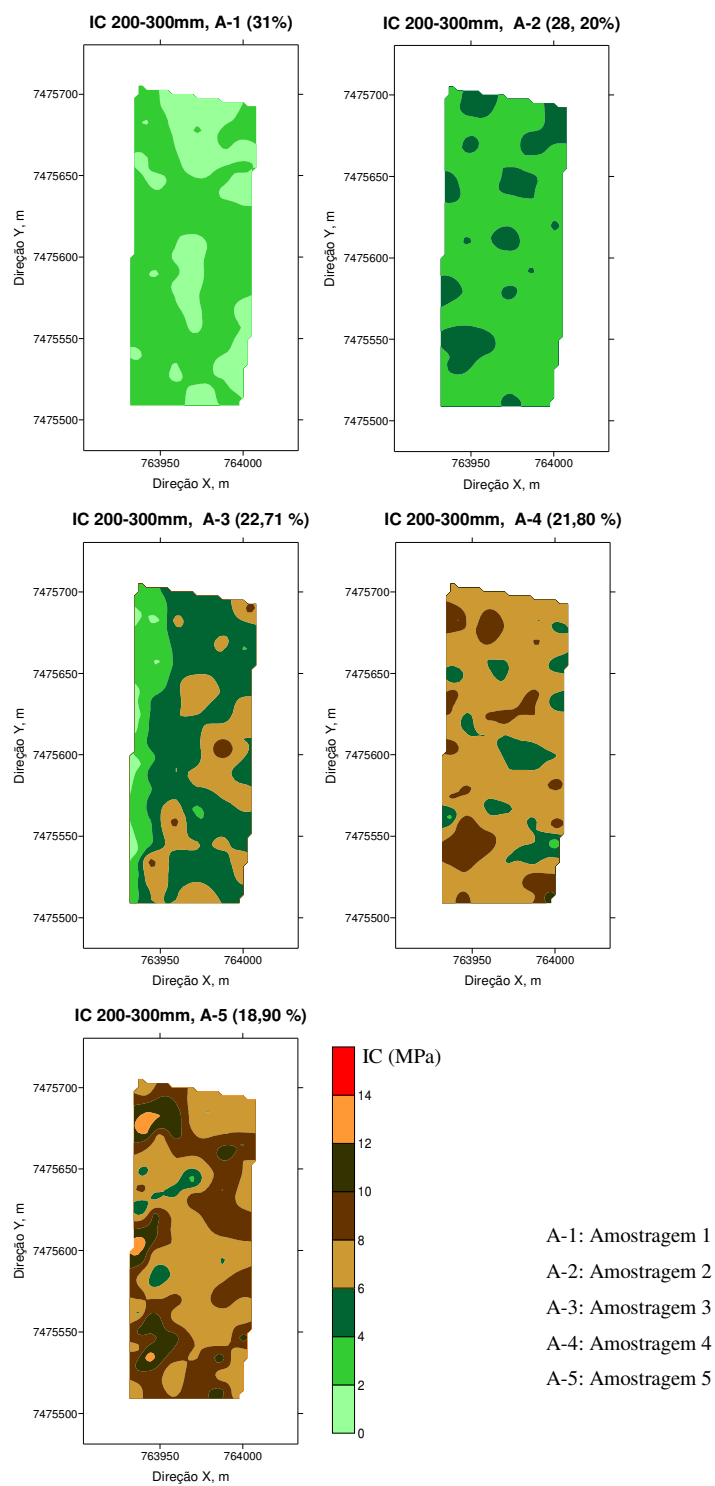 IC 200-300mm, A-1 (31%)
IC 200-300mm, A-2 (28, 20%)
7475700
7475650
7475600
7475550
7475500
Direção Y, m
763950
764000
Direção X, m
7475700
7475650
7475600
7475550
7475500
Direção Y, m
763950
764000
Direção X, m
IC 200-300mm, A-3 (22,71 %)
IC 200-300mm, A-4 (21,80 %)
7475700
7475650
7475600
7475550
7475500
Direção Y, m
763950
764000
Direção X, m
7475700
7475650
7475600
7475550
7475500
Direção Y, m
763950
764000
Direção X, m
IC 200-300mm, A-5 (18,90 %)
7475700
7475650
7475600
7475550
7475500
Direção Y, m
763950
764000
Direção X, m
IC (MPa)
14
12
10
8
6
4
2
0
A-1: Amostragem 1
A-2: Amostragem 2
A-3: Amostragem 3
A-4: Amostragem 4
A-5: Amostragem 5